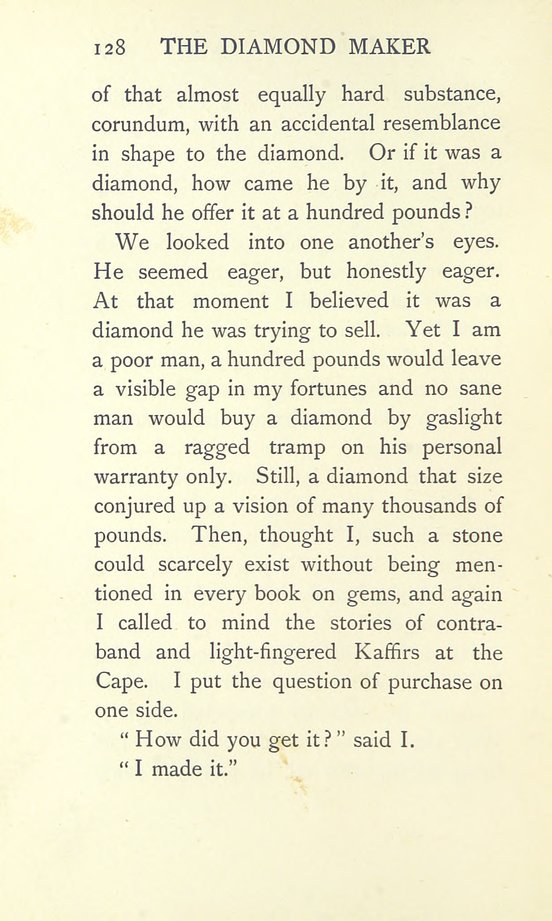 128 THE DIAMOND MAKER
of that almost equally hard substance,
corundum, with an accidental resemblance
in shape to the diamond. Or if it was a
diamond, how came he by it, and why
should he offer it at a hundred pounds?
We looked into one another's eyes.
He seemed eager, but honestly eager.
At that moment I believed it was a
diamond he was trying to sell. Yet I am
a poor man, a hundred pounds would leave
a visible gap in my fortunes and no sane
man would buy a diamond by gaslight
from a ragged tramp on his personal
warranty only. Still, a diamond that size
conjured up a vision of many thousands of
pounds. Then, thought I, such a stone
could scarcely exist without being men-
tioned in every book on gems, and again
I called to mind the stories of contra-
band and light-fingered Kaffirs at the
Cape. I put the question of purchase on
one side.
“How did you get it?” said I.
“I made it.”